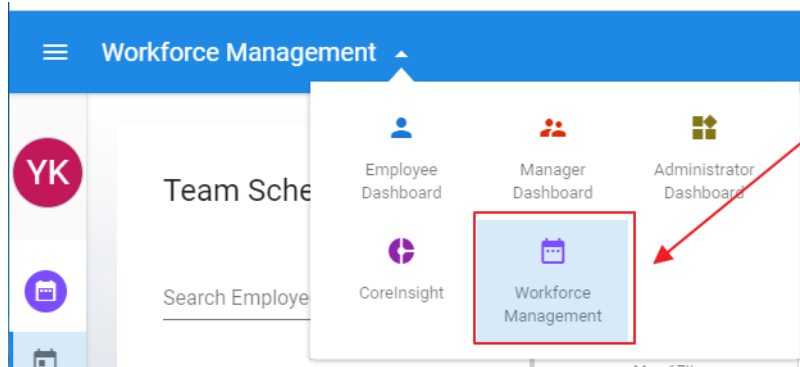 Workforce Management
YK
Team Sche
Search Employe
Employee
Dashboard
Manager
Dashboard
Administrator
Dashboard
CoreInsight
Workforce
Management